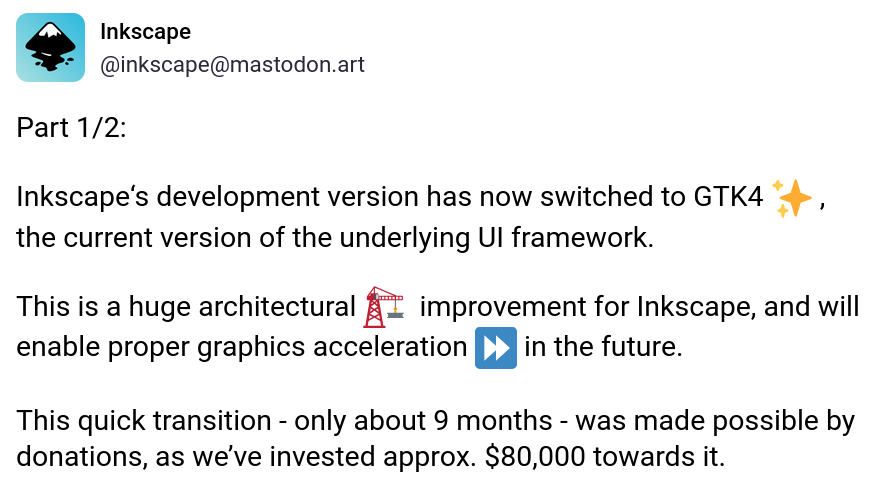 Inkscape
@inkscape@mastodon.art
Part 1/2:
Inkscape‘s development version has now switched to GTK4 ✨ ,
the current version of the underlying UI framework.
This is a huge architectural 🏗️ improvement for Inkscape, and will
enable proper graphics acceleration ⏩ in the future.
This quick transition - only about 9 months - was made possible by
donations, as we’ve invested approx. $80,000 towards it.